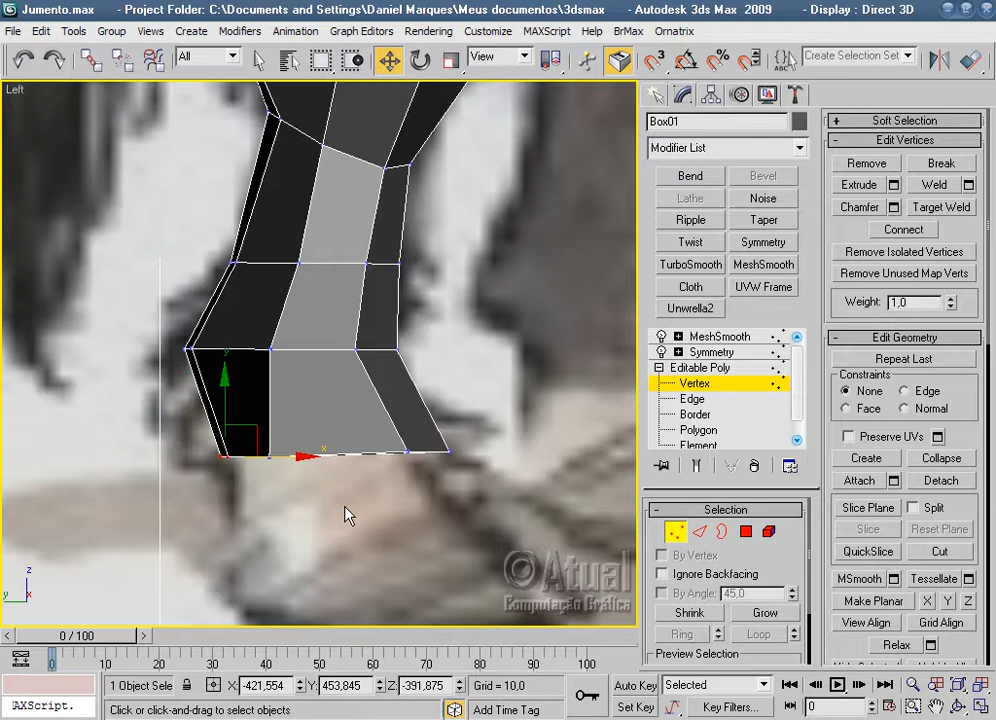 Jumento.max - Project Folder: C:\Documents and Settings\Daniel Marques\Meus documentos\3dsmax - Autodesk 3ds Max 2009 - Display : Direct 3D
File Edit Tools Group Views Create Modifiers Animation Graph Editors Rendering Customize MAXScript Help BrMax Ornatrix
All View Create Selection Set
Left
Box01
Modifier List
Bend Bevel
Lathe Noise
Ripple Taper
Twist Symmetry
TurboSmooth MeshSmooth
Cloth UVW Frame
Unwrella2
MeshSmooth
Symmetry
Editable Poly
Vertex
Edge
Border
Polygon
Element
Selection
By Vertex
Ignore Backfacing
By Angle: 45,0
Shrink Grow
Ring Loop
Preview Selection
+ Soft Selection
- Edit Vertices
Remove Break
Extrude Weld
Chamfer Target Weld
Connect
Remove Isolated Vertices
Remove Unused Map Verts
Weight: 1,0
- Edit Geometry
Repeat Last
Constraints
None Edge
Face Normal
Preserve UVs
Create Collapse
Attach Detach
Slice Plane Split
Slice Reset Plane
QuickSlice Cut
MSmooth Tessellate
Make Planar X Y Z
View Align Grid Align
Relax
y
x
z
y x
©Atual
Computação Gráfica
< 0 / 100 >
0 10 20 30 40 50 60 70 80 90 100
1 Object Sele X: -421,554 Y: 453,845 Z: -391,875 Grid = 10,0
Auto Key Selected
AXScript. Click or click-and-drag to select objects Add Time Tag
Set Key Key Filters... 0